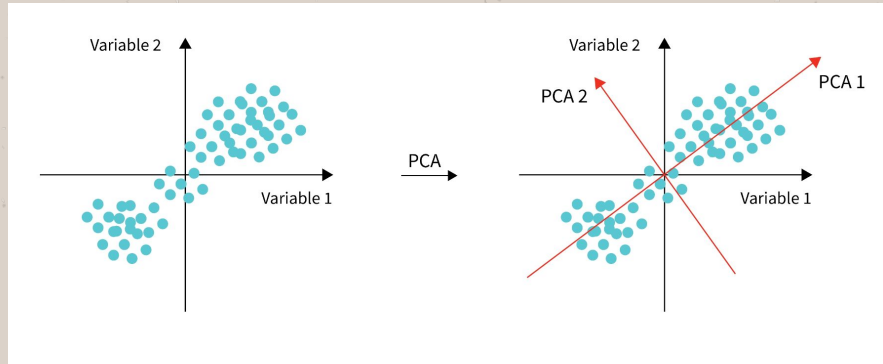 Variable 2
Variable 1
PCA
Variable 2
PCA 2
PCA 1
Variable 1